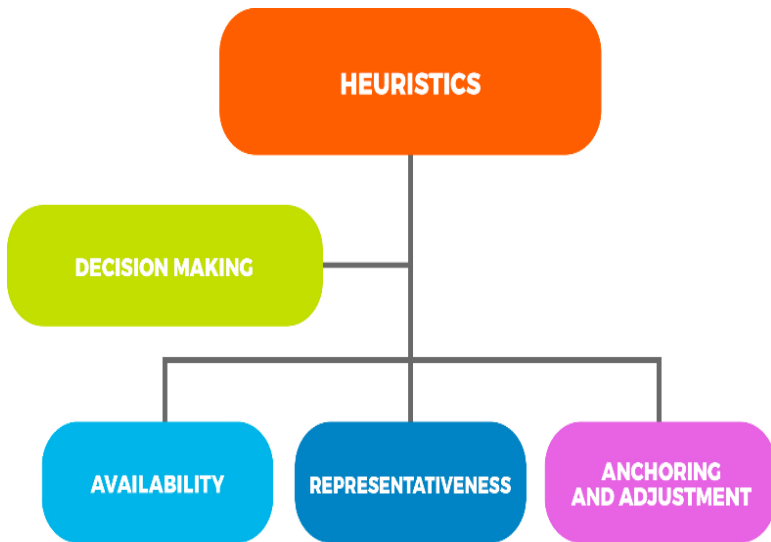 HEURISTICS
DECISION MAKING
AVAILABILITY
REPRESENTATIVENESS
ANCHORING
AND ADJUSTMENT